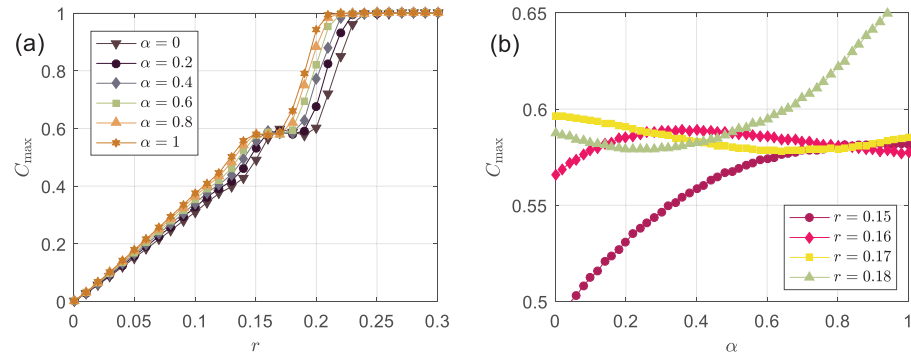 (a)
α = 0
α = 0.2
α = 0.4
α = 0.6
α = 0.8
α = 1
C_max
1
0.8
0.6
0.4
0.2
0
0 0.05 0.1 0.15 0.2 0.25 0.3
r
(b)
C_max
0.65
0.6
0.55
0.5
r = 0.15
r = 0.16
r = 0.17
r = 0.18
0 0.2 0.4 0.6 0.8 1
α